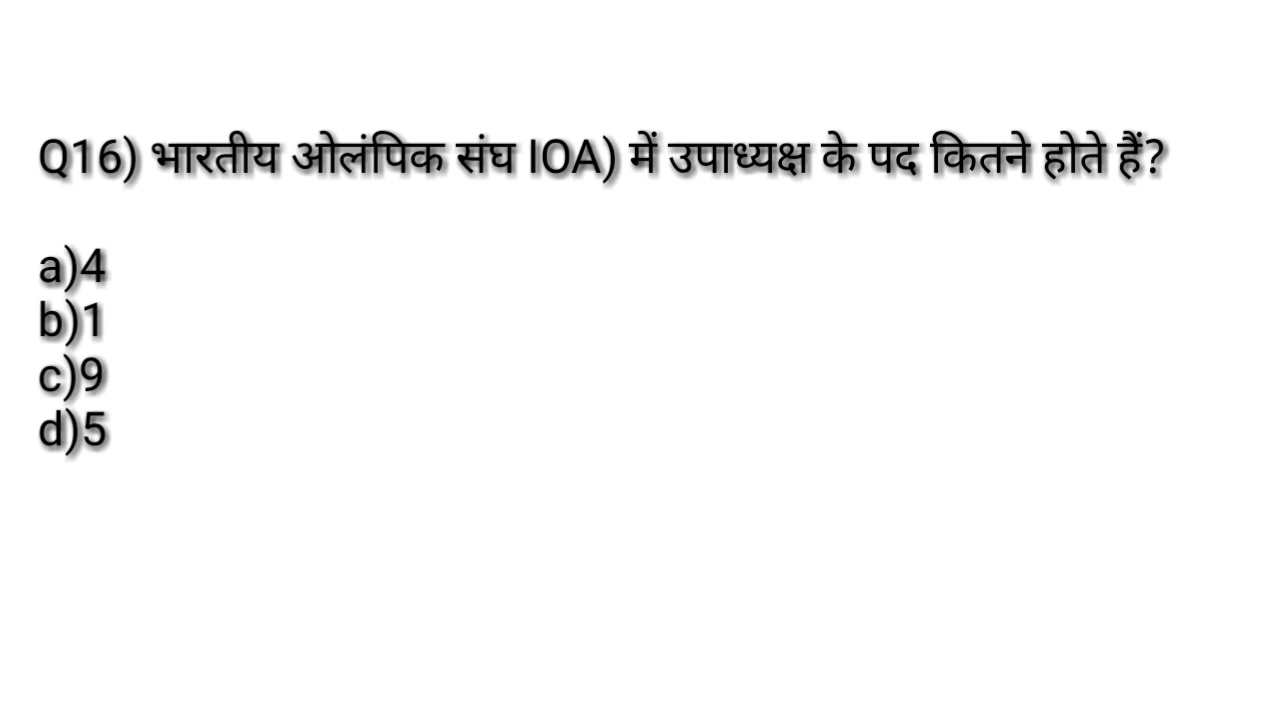 Q16) भारतीय ओलंपिक संघ IOA) में उपाध्यक्ष के पद कितने होते हैं?
a)4
b)1
c)9
d)5